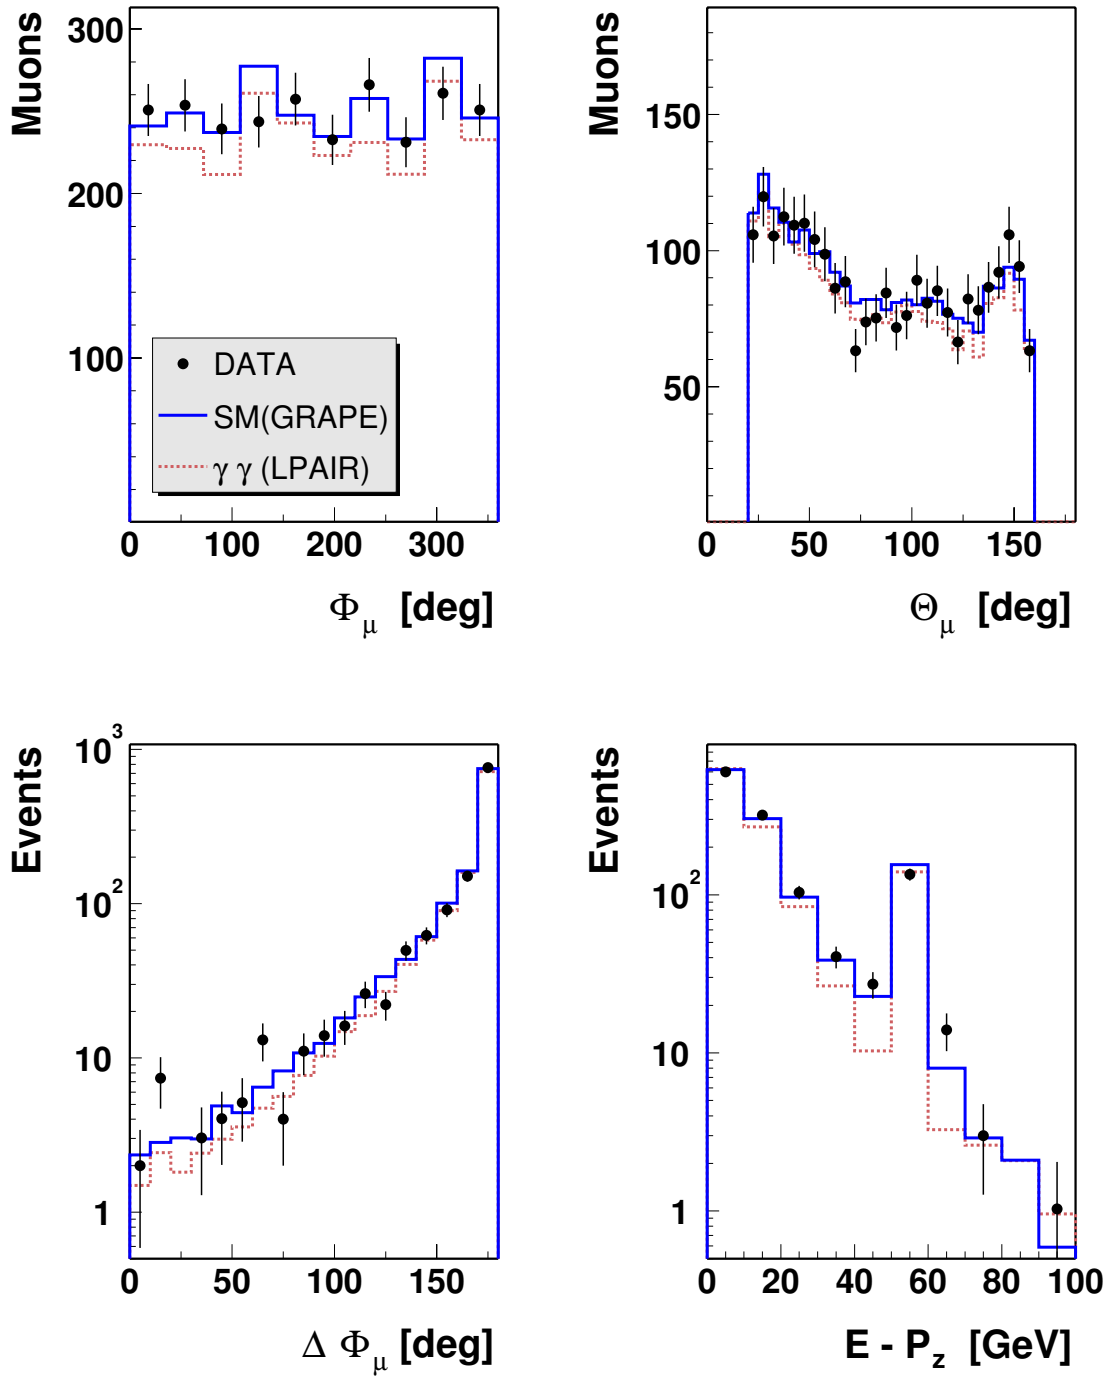 Muons
300
200
100
DATA
SM(GRAPE)
γ γ (LPAIR)
0 100 200 300
Φμ [deg]
Muons
150
100
50
0 50 100 150
Θμ [deg]
Events
10³
10²
10
1
0 50 100 150
Δ Φμ [deg]
Events
10²
10
1
0 20 40 60 80 100
E - Pz [GeV]